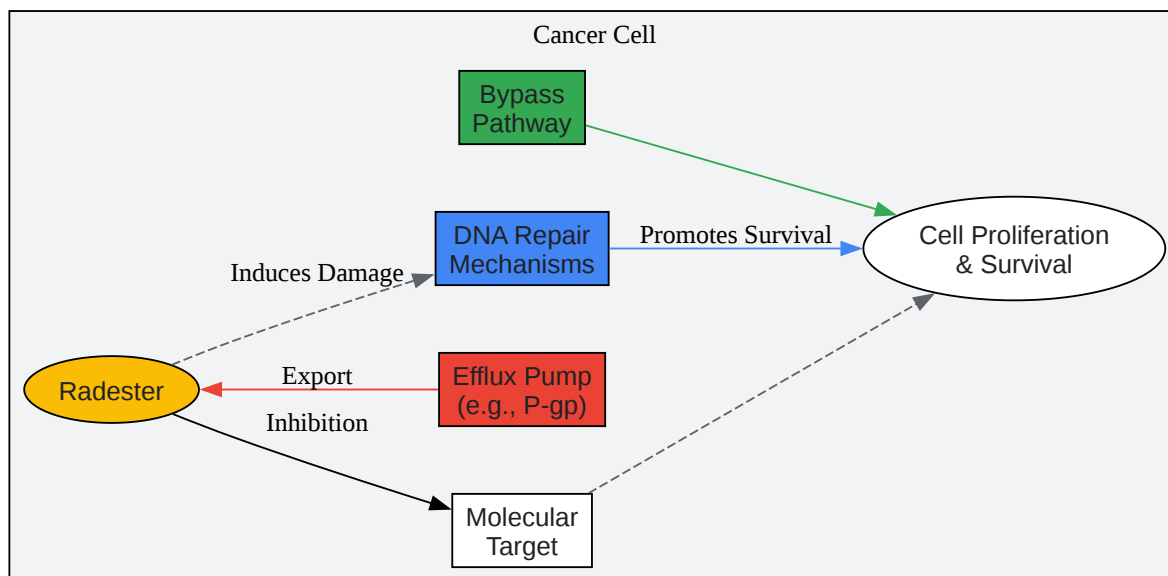 Cancer Cell
Bypass
Pathway
DNA Repair
Mechanisms
Promotes Survival
Cell Proliferation
& Survival
Induces Damage
Radester
Export
Efflux Pump
(e.g., P-gp)
Inhibition
Molecular
Target